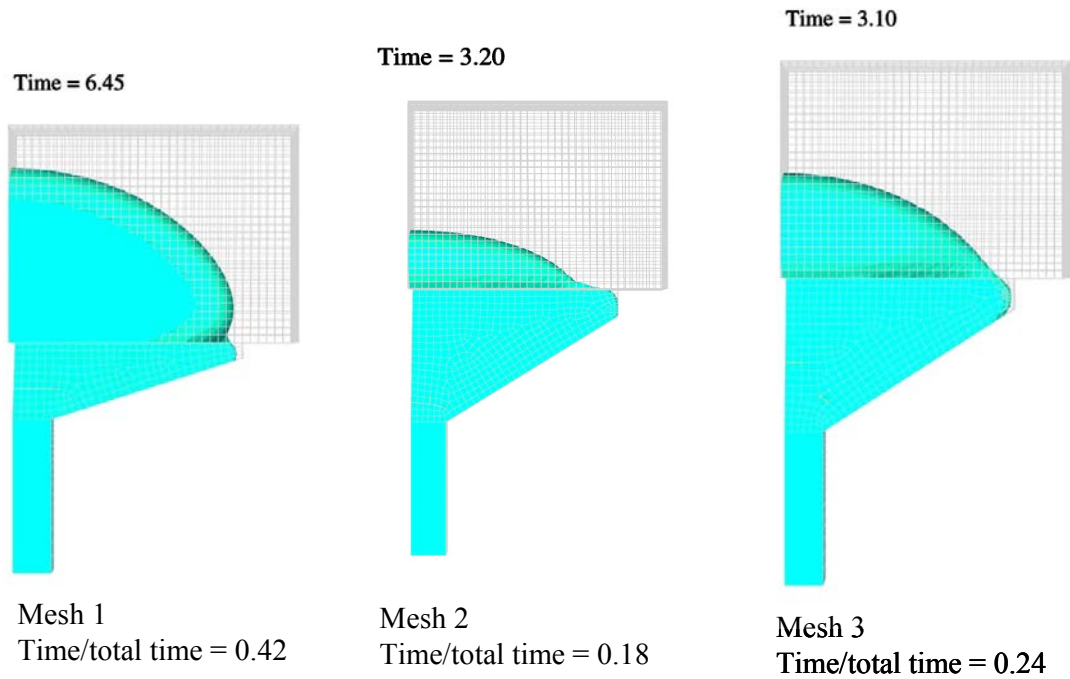 Time = 6.45
Mesh 1
Time/total time = 0.42
Time = 3.20
Mesh 2
Time/total time = 0.18
Time = 3.10
Mesh 3
Time/total time = 0.24